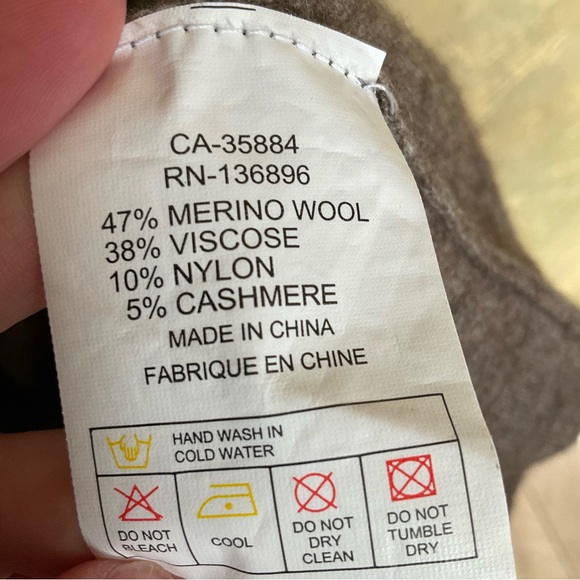 CA-35884
RN-136896
47% MERINO WOOL
38% VISCOSE
10% NYLON
5% CASHMERE
MADE IN CHINA
FABRIQUE EN CHINE
HAND WASH IN
COLD WATER
DO NOT
BLEACH
COOL
DO NOT
DRY
CLEAN
DO NOT
TUMBLE
DRY